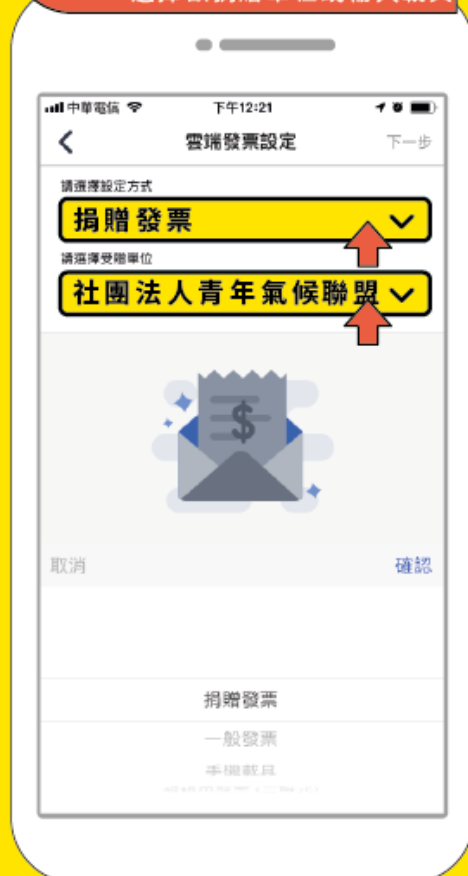 中華電信
下午12:21
雲端發票設定
下一步
請選擇設定方式
捐贈發票
請選擇受贈單位
社團法人青年氣候聯盟
$
取消
確認
捐贈發票
一般發票
手機載具